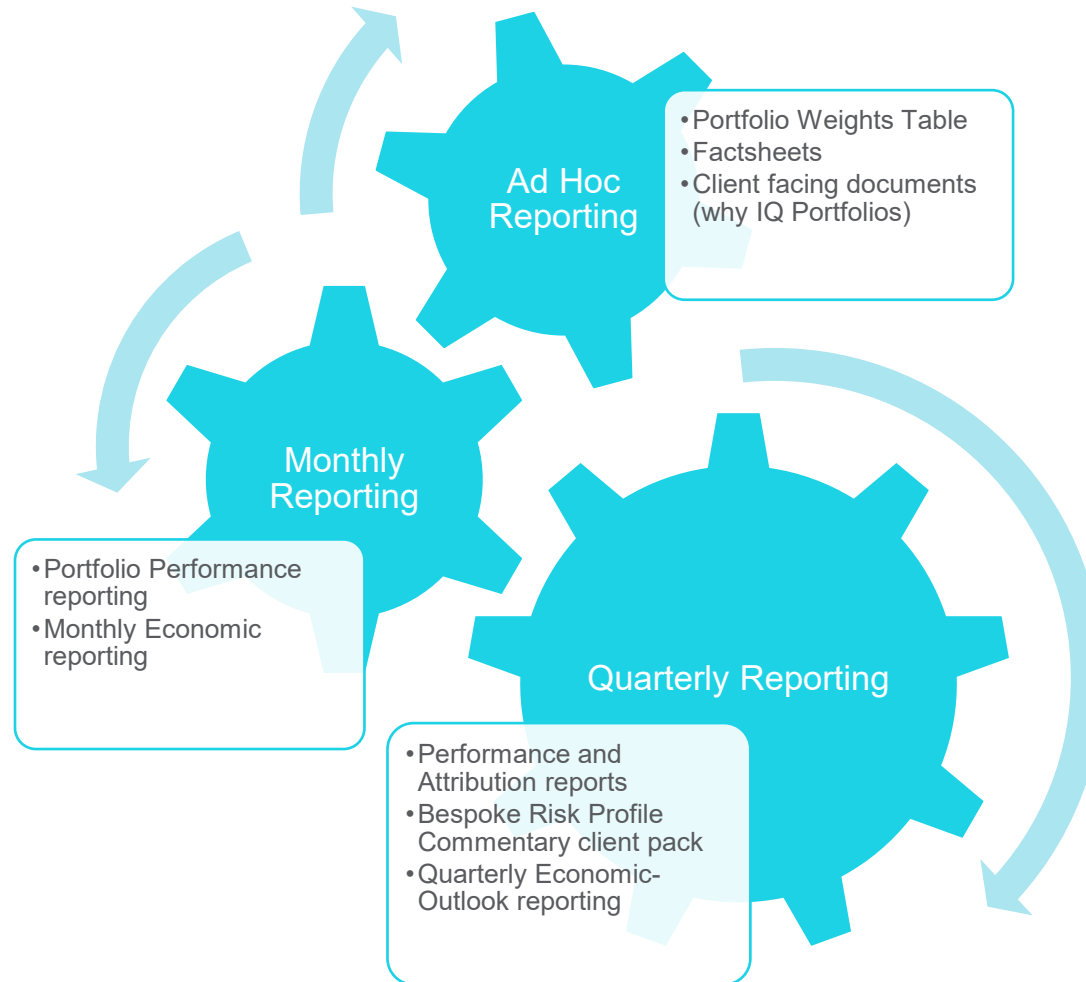 Ad Hoc
Reporting
•Portfolio Weights Table
•Factsheets
•Client facing documents
(why IQ Portfolios)
Monthly
Reporting
•Portfolio Performance
reporting
•Monthly Economic
reporting
Quarterly Reporting
•Performance and
Attribution reports
•Bespoke Risk Profile
Commentary client pack
•Quarterly Economic-
Outlook reporting